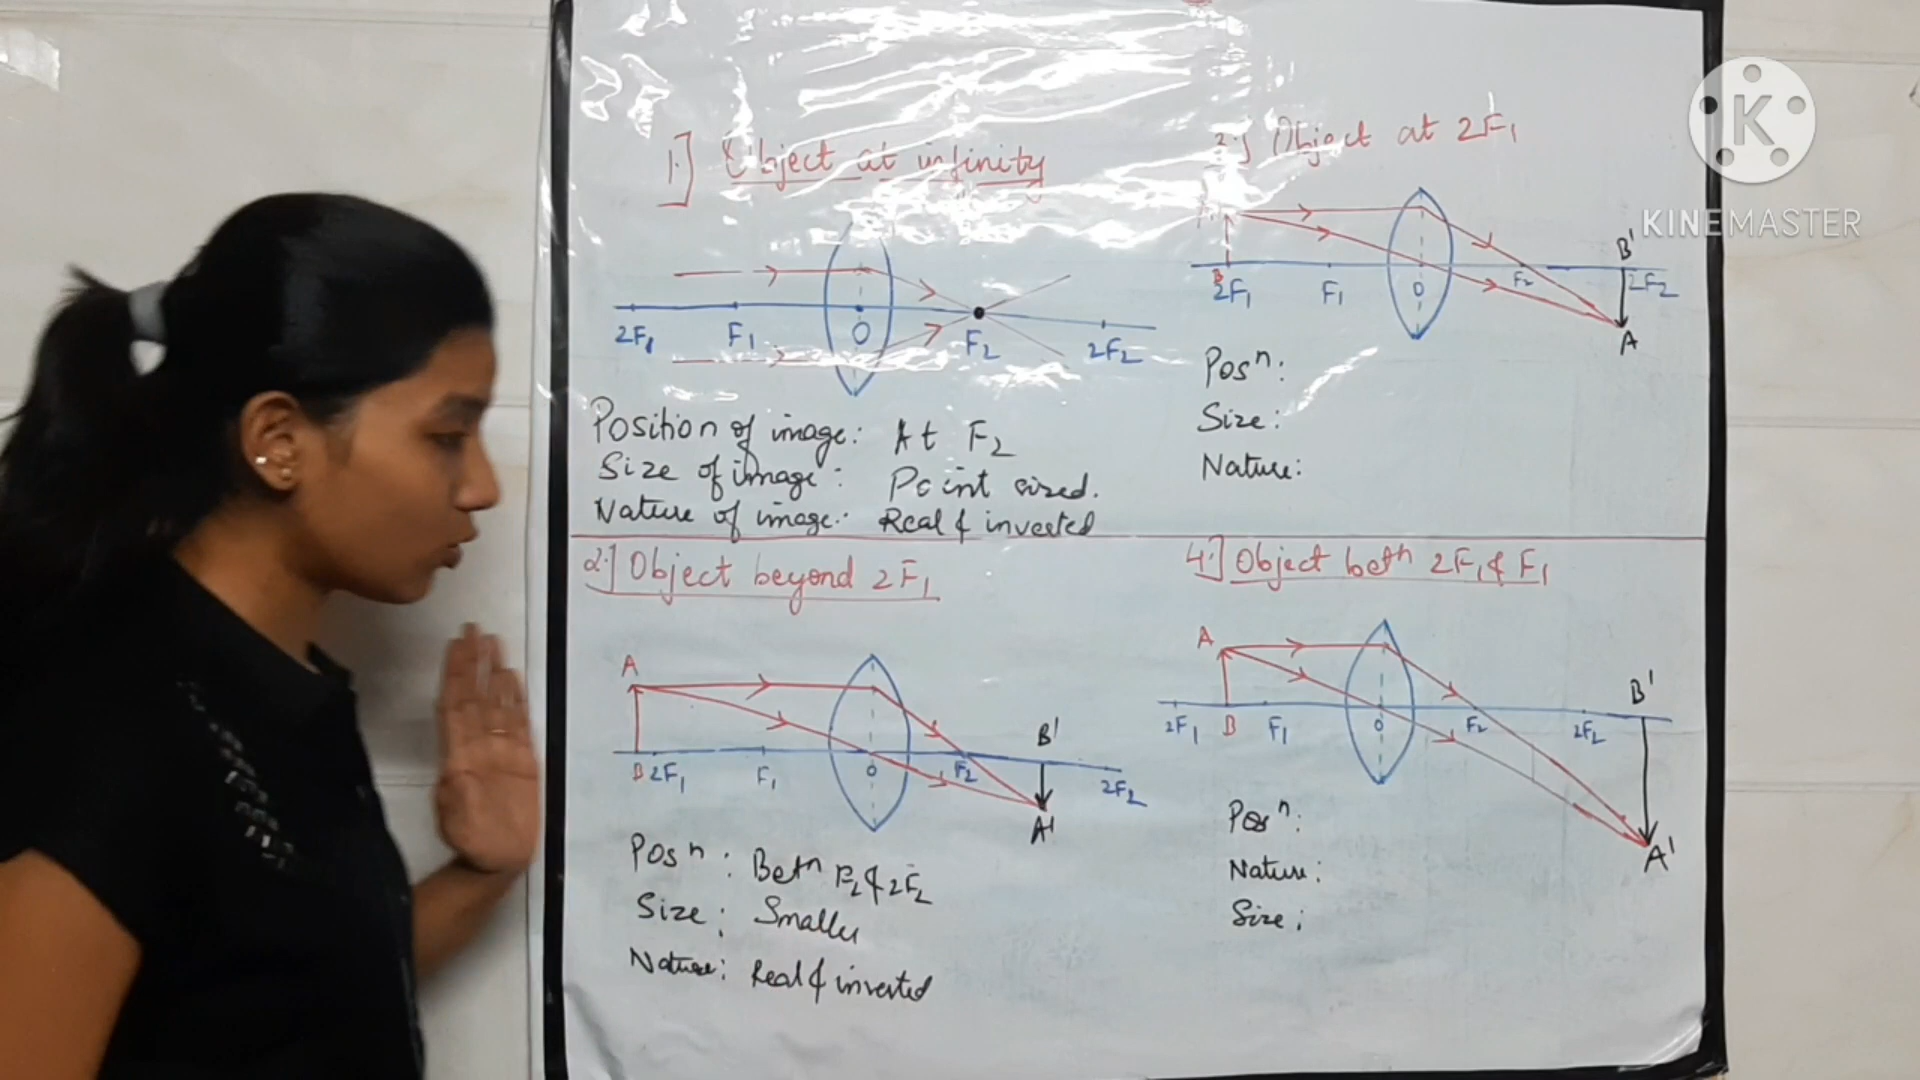 1.] Object at infinity
2F1 F1 O F2 2F2
Position of image: At F2
Size of image: Point sized.
Nature of image: Real & inverted
2.] Object beyond 2F1
A
B'
B 2F1 F1 O F2 2F2
A'
Posn: Betn F2 & 2F2
Size: Smaller
Nature: Real & inverted
3.] Object at 2F1
A
B'
B
2F1 F1 O F2 2F2
A
Posn:
Size:
Nature:
4.] Object betn 2F1 & F1
A
B'
2F1 B F1 O F2 2F2
A'
Posn:
Nature:
Size:
K
KINEMASTER